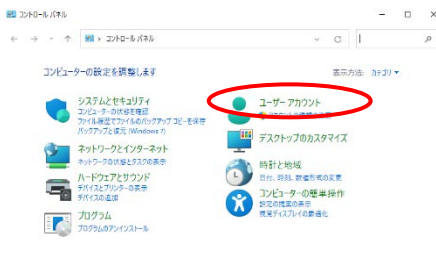 コントロール パネル
コントロール パネル
コンピューターの設定を調整します
表示方法: カテゴリ
システムとセキュリティ
コンピューターの状態を確認
ファイル履歴でファイルのバックアップ コピーを保存
バックアップと復元 (Windows 7)
ネットワークとインターネット
ネットワークの状態とタスクの表示
ハードウェアとサウンド
デバイスとプリンターの表示
デバイスの追加
プログラム
プログラムのアンインストール
ユーザー アカウント
デスクトップのカスタマイズ
時計と地域
日付、時刻、数値形式の変更
コンピューターの簡単操作
設定の提案の表示
視覚ディスプレイの最適化